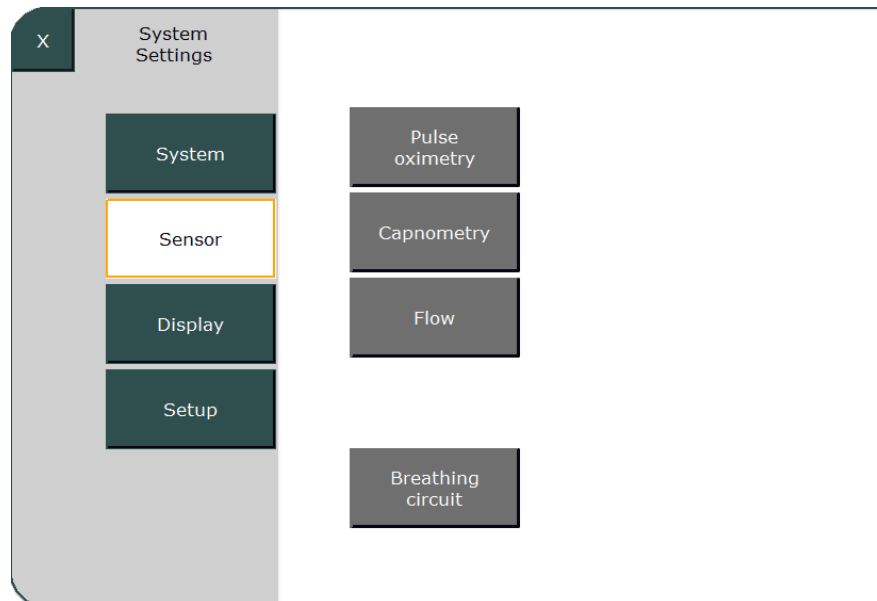 X
System
Settings
System
Sensor
Display
Setup
Pulse
oximetry
Capnometry
Flow
Breathing
circuit